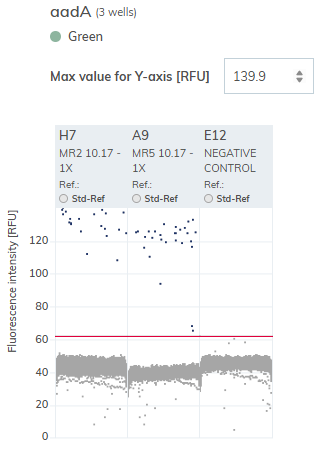 aadA (3 wells)
Green
Max value for Y-axis [RFU] 139.9
H7 A9 E12
MR2 10.17 - MR5 10.17 - NEGATIVE
1X 1X CONTROL
Ref.: Ref.: Ref.:
Std-Ref Std-Ref Std-Ref
Fluorescence intensity [RFU]
120
100
80
60
40
20
0